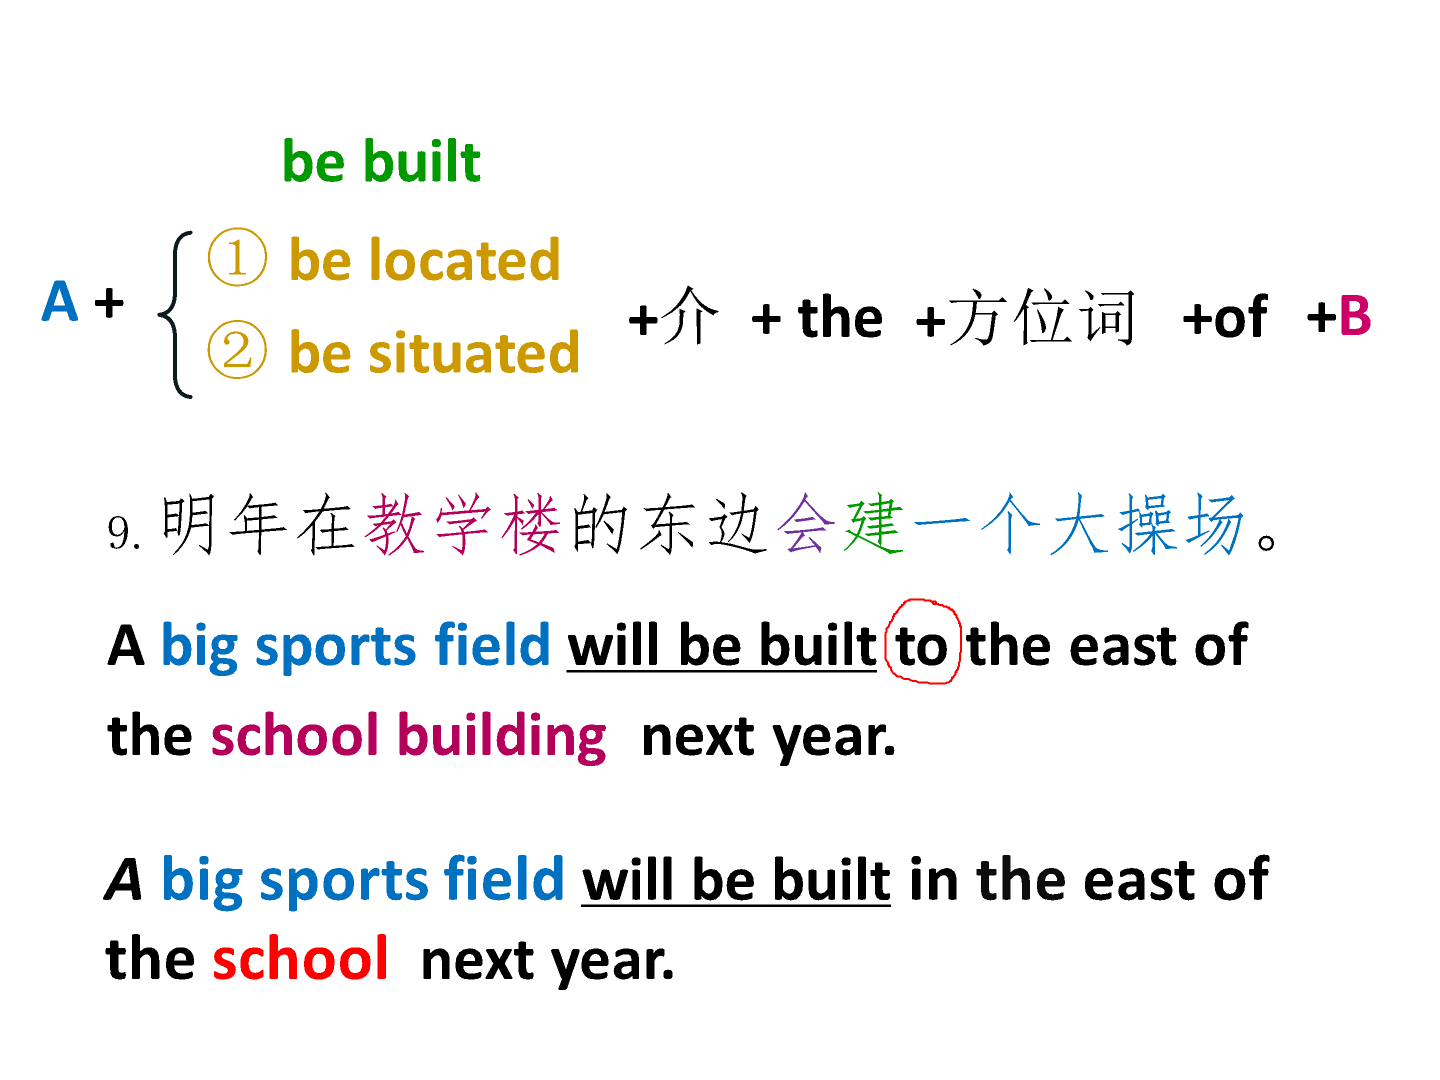 be built
① be located
A +
② be situated
+介 + the +方位词 +of +B
9. 明年在教学楼的东边会建一个大操场。
A big sports field will be built to the east of
the school building next year.
A big sports field will be built in the east of
the school next year.